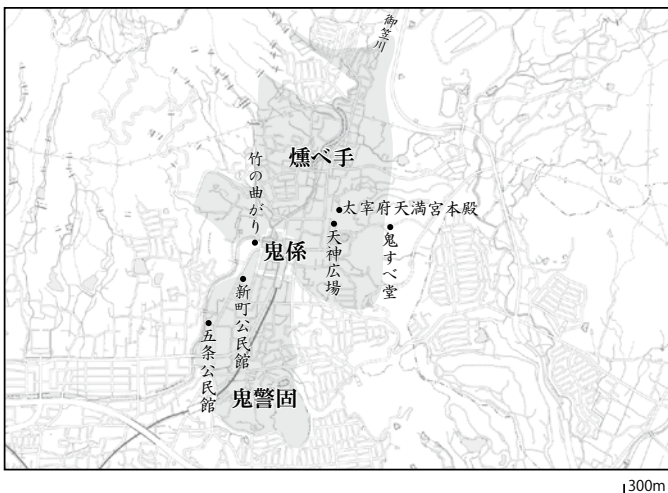 御笠川
燻べ手
竹の曲がり
太宰府天満宮本殿
鬼係
天神広場
鬼すべ堂
新町公民館
五条公民館
鬼警固
300m